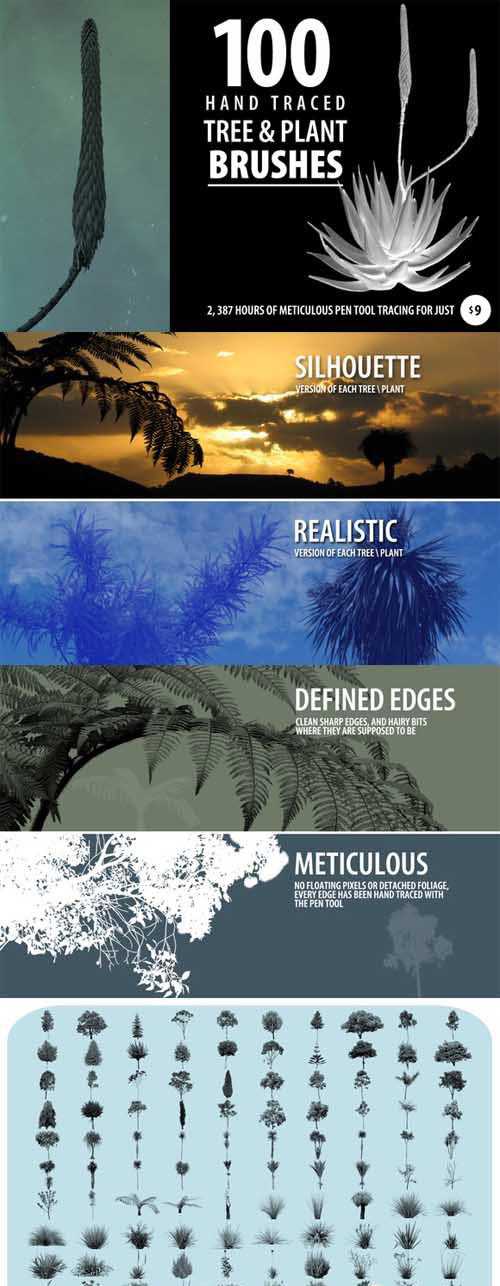 100
HAND TRACED
TREE & PLANT
BRUSHES
2, 387 HOURS OF METICULOUS PEN TOOL TRACING FOR JUST $9
SILHOUETTE
VERSION OF EACH TREE \ PLANT
REALISTIC
VERSION OF EACH TREE \ PLANT
DEFINED EDGES
CLEAN SHARP EDGES, AND HAIRY BITS
WHERE THEY ARE SUPPOSED TO BE
METICULOUS
NO FLOATING PIXELS OR DETACHED FOLIAGE,
EVERY EDGE HAS BEEN HAND TRACED WITH
THE PEN TOOL